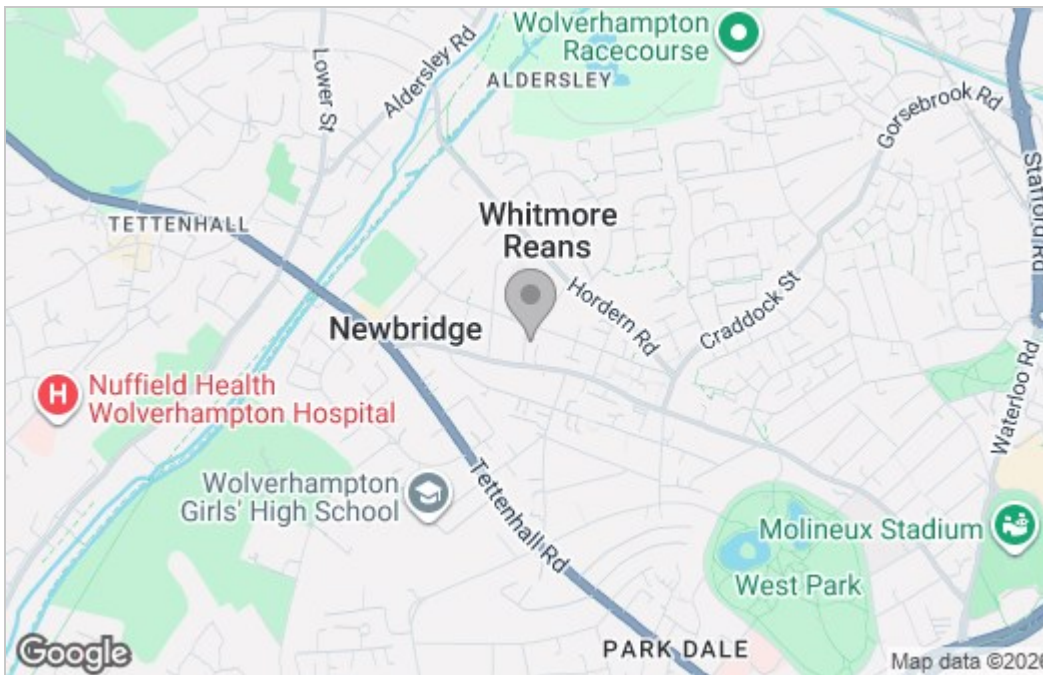 Wolverhampton
Racecourse
ALDERSLEY
Aldersley Rd
Lower St
Gorsebrook Rd
Stafford Rd
TETTENHALL
Whitmore
Reans
Hordern Rd
Craddock St
Newbridge
Waterloo Rd
H
Nuffield Health
Wolverhampton Hospital
Wolverhampton
Girls' High School
Tettenhall Rd
Molineux Stadium
West Park
PARK DALE
Google
Map data ©2026